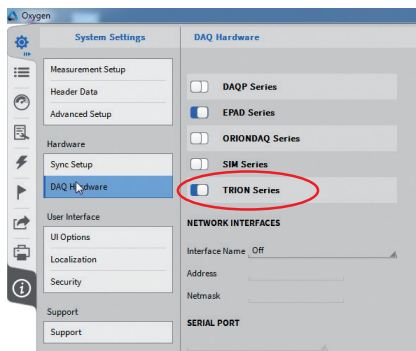 Oxygen
System Settings
DAQ Hardware
Measurement Setup
Header Data
Advanced Setup
Hardware
Sync Setup
DAQ Hardware
User Interface
UI Options
Localization
Security
Support
Support
DAQP Series
EPAD Series
ORIONDAQ Series
SIM Series
TRION Series
NETWORK INTERFACES
Interface Name Off
Address
Netmask
SERIAL PORT